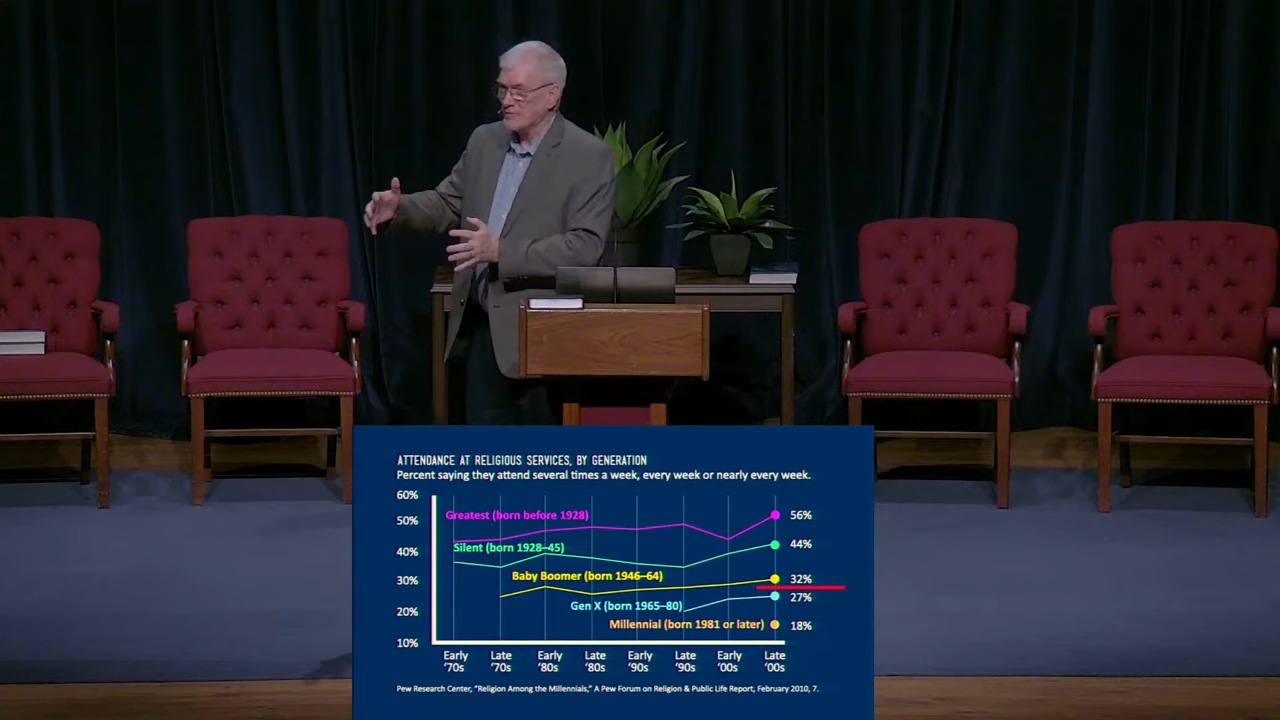 ATTENDANCE AT RELIGIOUS SERVICES, BY GENERATION
Percent saying they attend several times a week, every week or nearly every week.
60%
50%
40%
30%
20%
10%
Greatest (born before 1928)
56%
Silent (born 1928–45)
44%
Baby Boomer (born 1946–64)
32%
Gen X (born 1965–80)
27%
Millennial (born 1981 or later)
18%
Early '70s
Late '70s
Early '80s
Late '80s
Early '90s
Late '90s
Early '00s
Late '00s
Pew Research Center, "Religion Among the Millennials," A Pew Forum on Religion & Public Life Report, February 2010, 7.